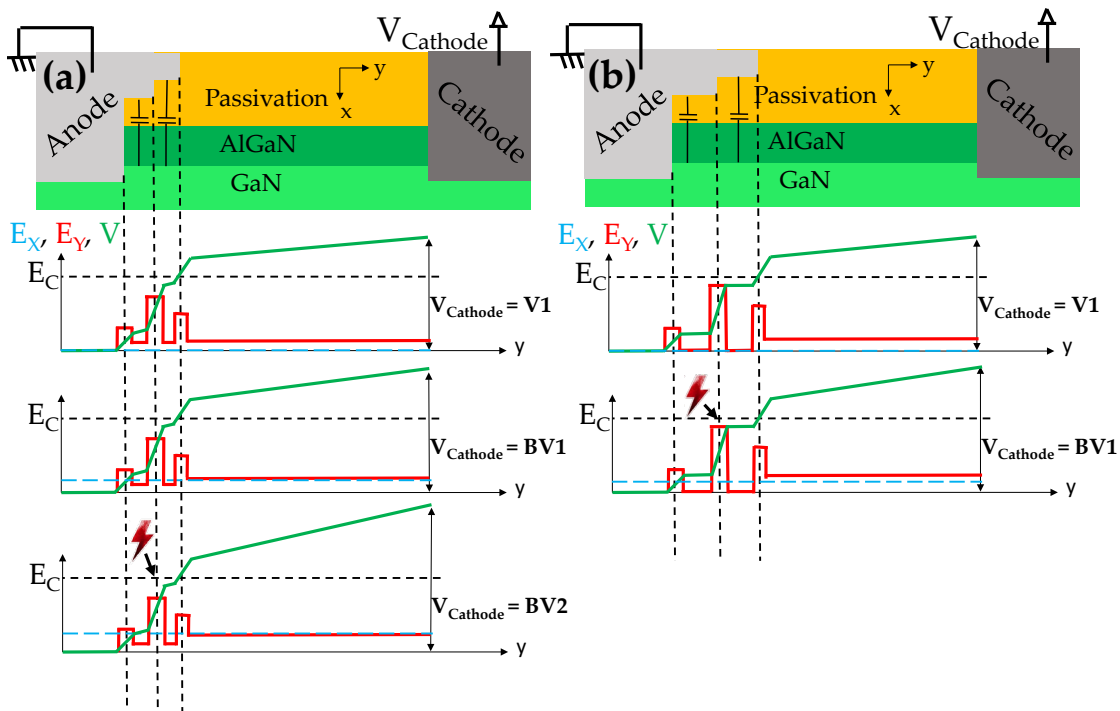 (a)
V_Cathode
y
x
Passivation
Anode
Cathode
AlGaN
GaN
E_X, E_Y, V
E_C
V_Cathode = V1
y
E_C
V_Cathode = BV1
y
E_C
V_Cathode = BV2
y
(b)
V_Cathode
y
x
Passivation
Anode
Cathode
AlGaN
GaN
E_X, E_Y, V
E_C
V_Cathode = V1
y
E_C
V_Cathode = BV1
y